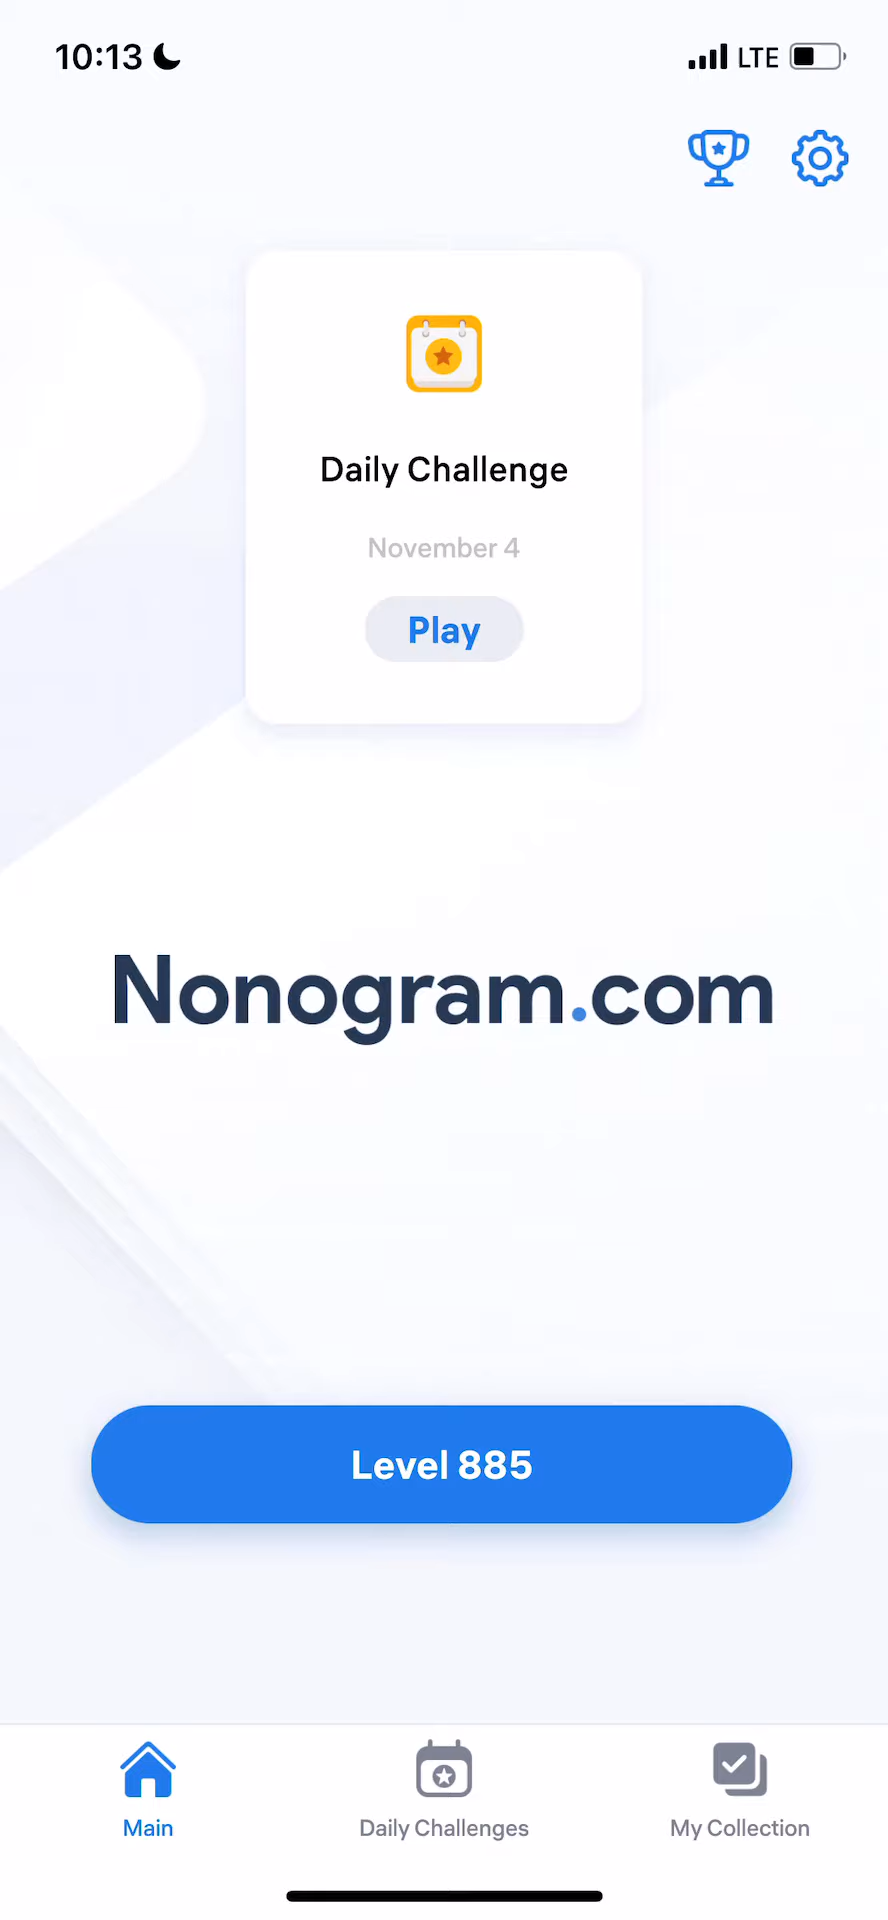 10:13
LTE
Daily Challenge
November 4
Play
Nonogram.com
Level 885
Main
Daily Challenges
My Collection